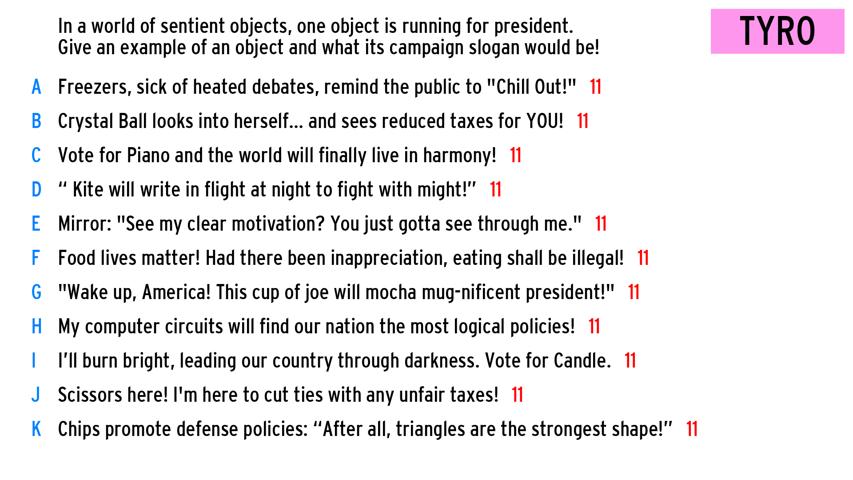 In a world of sentient objects, one object is running for president.
TYRO
Give an example of an object and what its campaign slogan would be!
A Freezers, sick of heated debates, remind the public to "Chill Out!" 11
B Crystal Ball looks into herself... and sees reduced taxes for YOU! 11
C Vote for Piano and the world will finally live in harmony! 11
D “ Kite will write in flight at night to fight with might!” 11
E Mirror: "See my clear motivation? You just gotta see through me." 11
F Food lives matter! Had there been inappreciation, eating shall be illegal! 11
G "Wake up, America! This cup of joe will mocha mug-nificent president!" 11
H My computer circuits will find our nation the most logical policies! 11
I I’ll burn bright, leading our country through darkness. Vote for Candle. 11
J Scissors here! I'm here to cut ties with any unfair taxes! 11
K Chips promote defense policies: “After all, triangles are the strongest shape!” 11